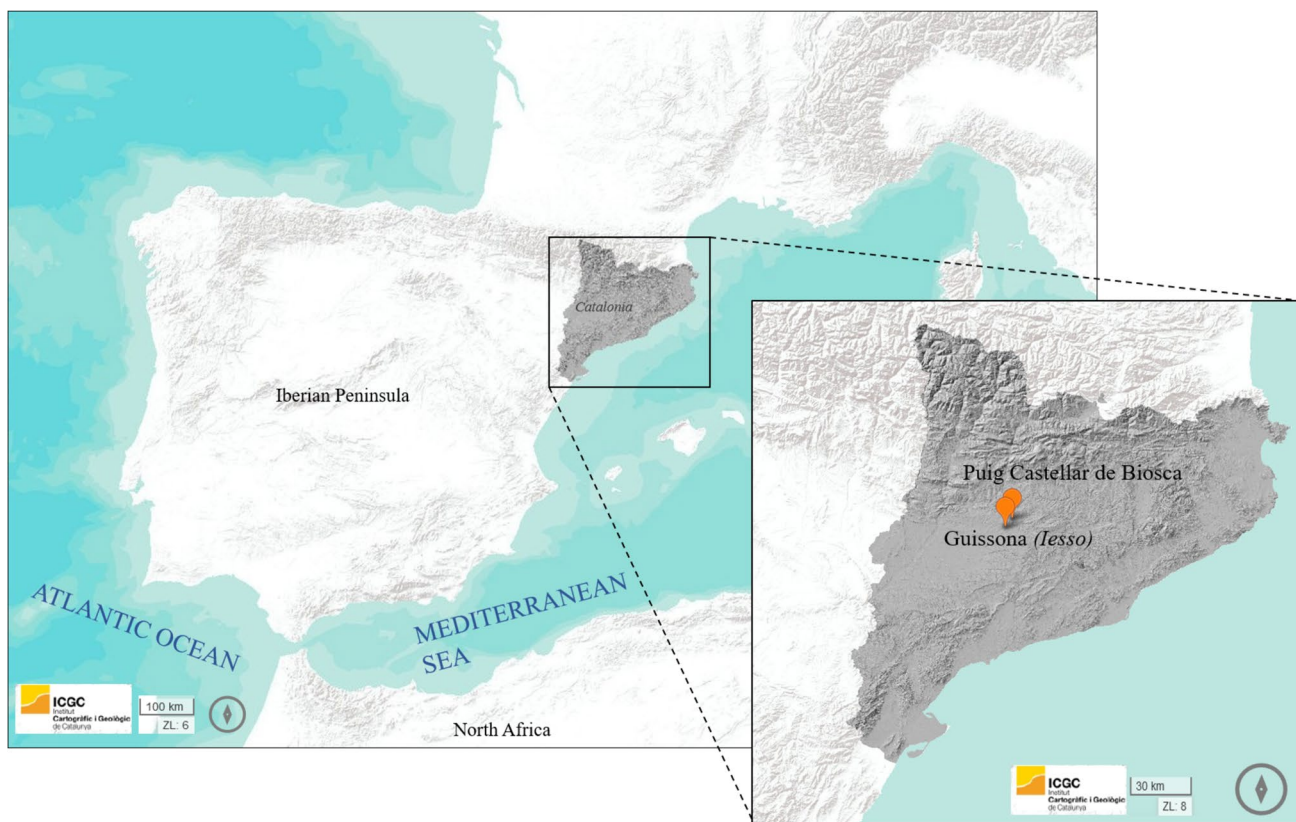 Catalonia
Iberian Peninsula
ATLANTIC OCEAN
MEDITERRANEAN
SEA
North Africa
ICGC
Institut
Cartogràfic i Geològic
de Catalunya
100 km
ZL: 6
Puig Castellar de Biosca
Guissona (Iesso)
ICGC
Institut
Cartogràfic i Geològic
de Catalunya
30 km
ZL: 8